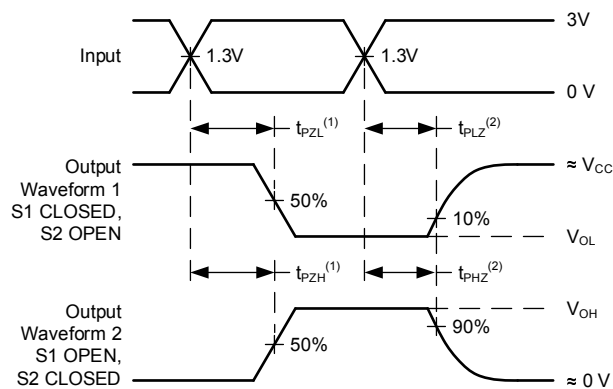 3V
Input
1.3V
1.3V
0 V
tPZL(1)
tPLZ(2)
Output
Waveform 1
S1 CLOSED,
S2 OPEN
≈ VCC
50%
10%
VOL
tPZH(1)
tPHZ(2)
Output
Waveform 2
S1 OPEN,
S2 CLOSED
VOH
50%
90%
≈ 0 V